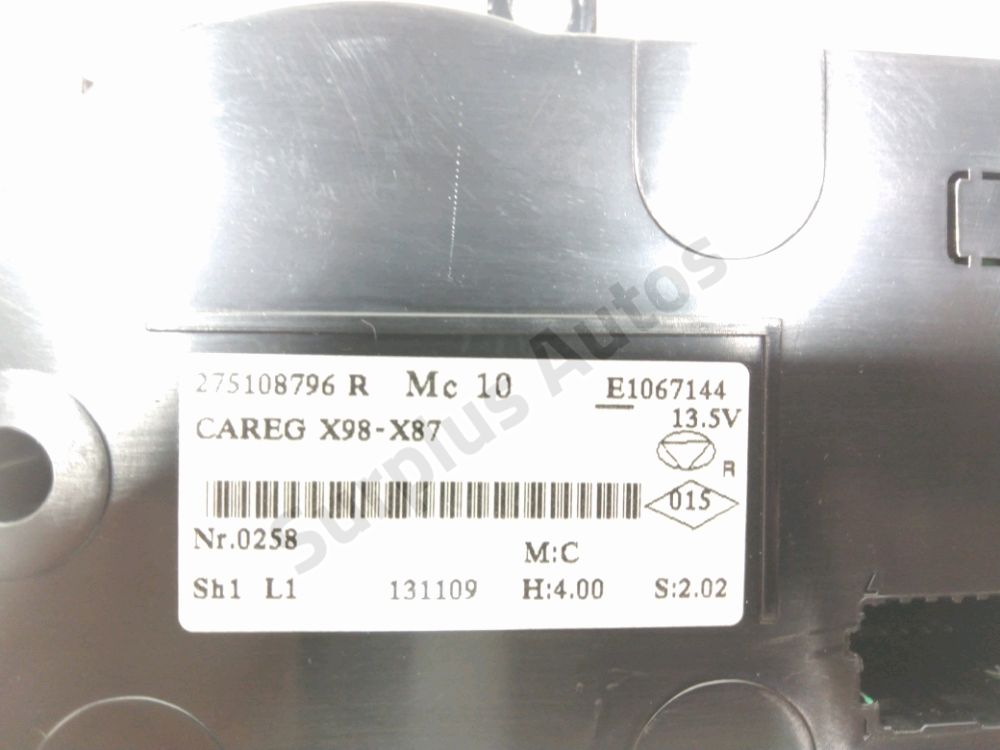 275108796 R Mc 10 E1067144
CAREG X98-X87 13.5V
R
015
Nr.0258
M:C
Sh1 L1 131109 H:4.00 S:2.02
Surplus Autos